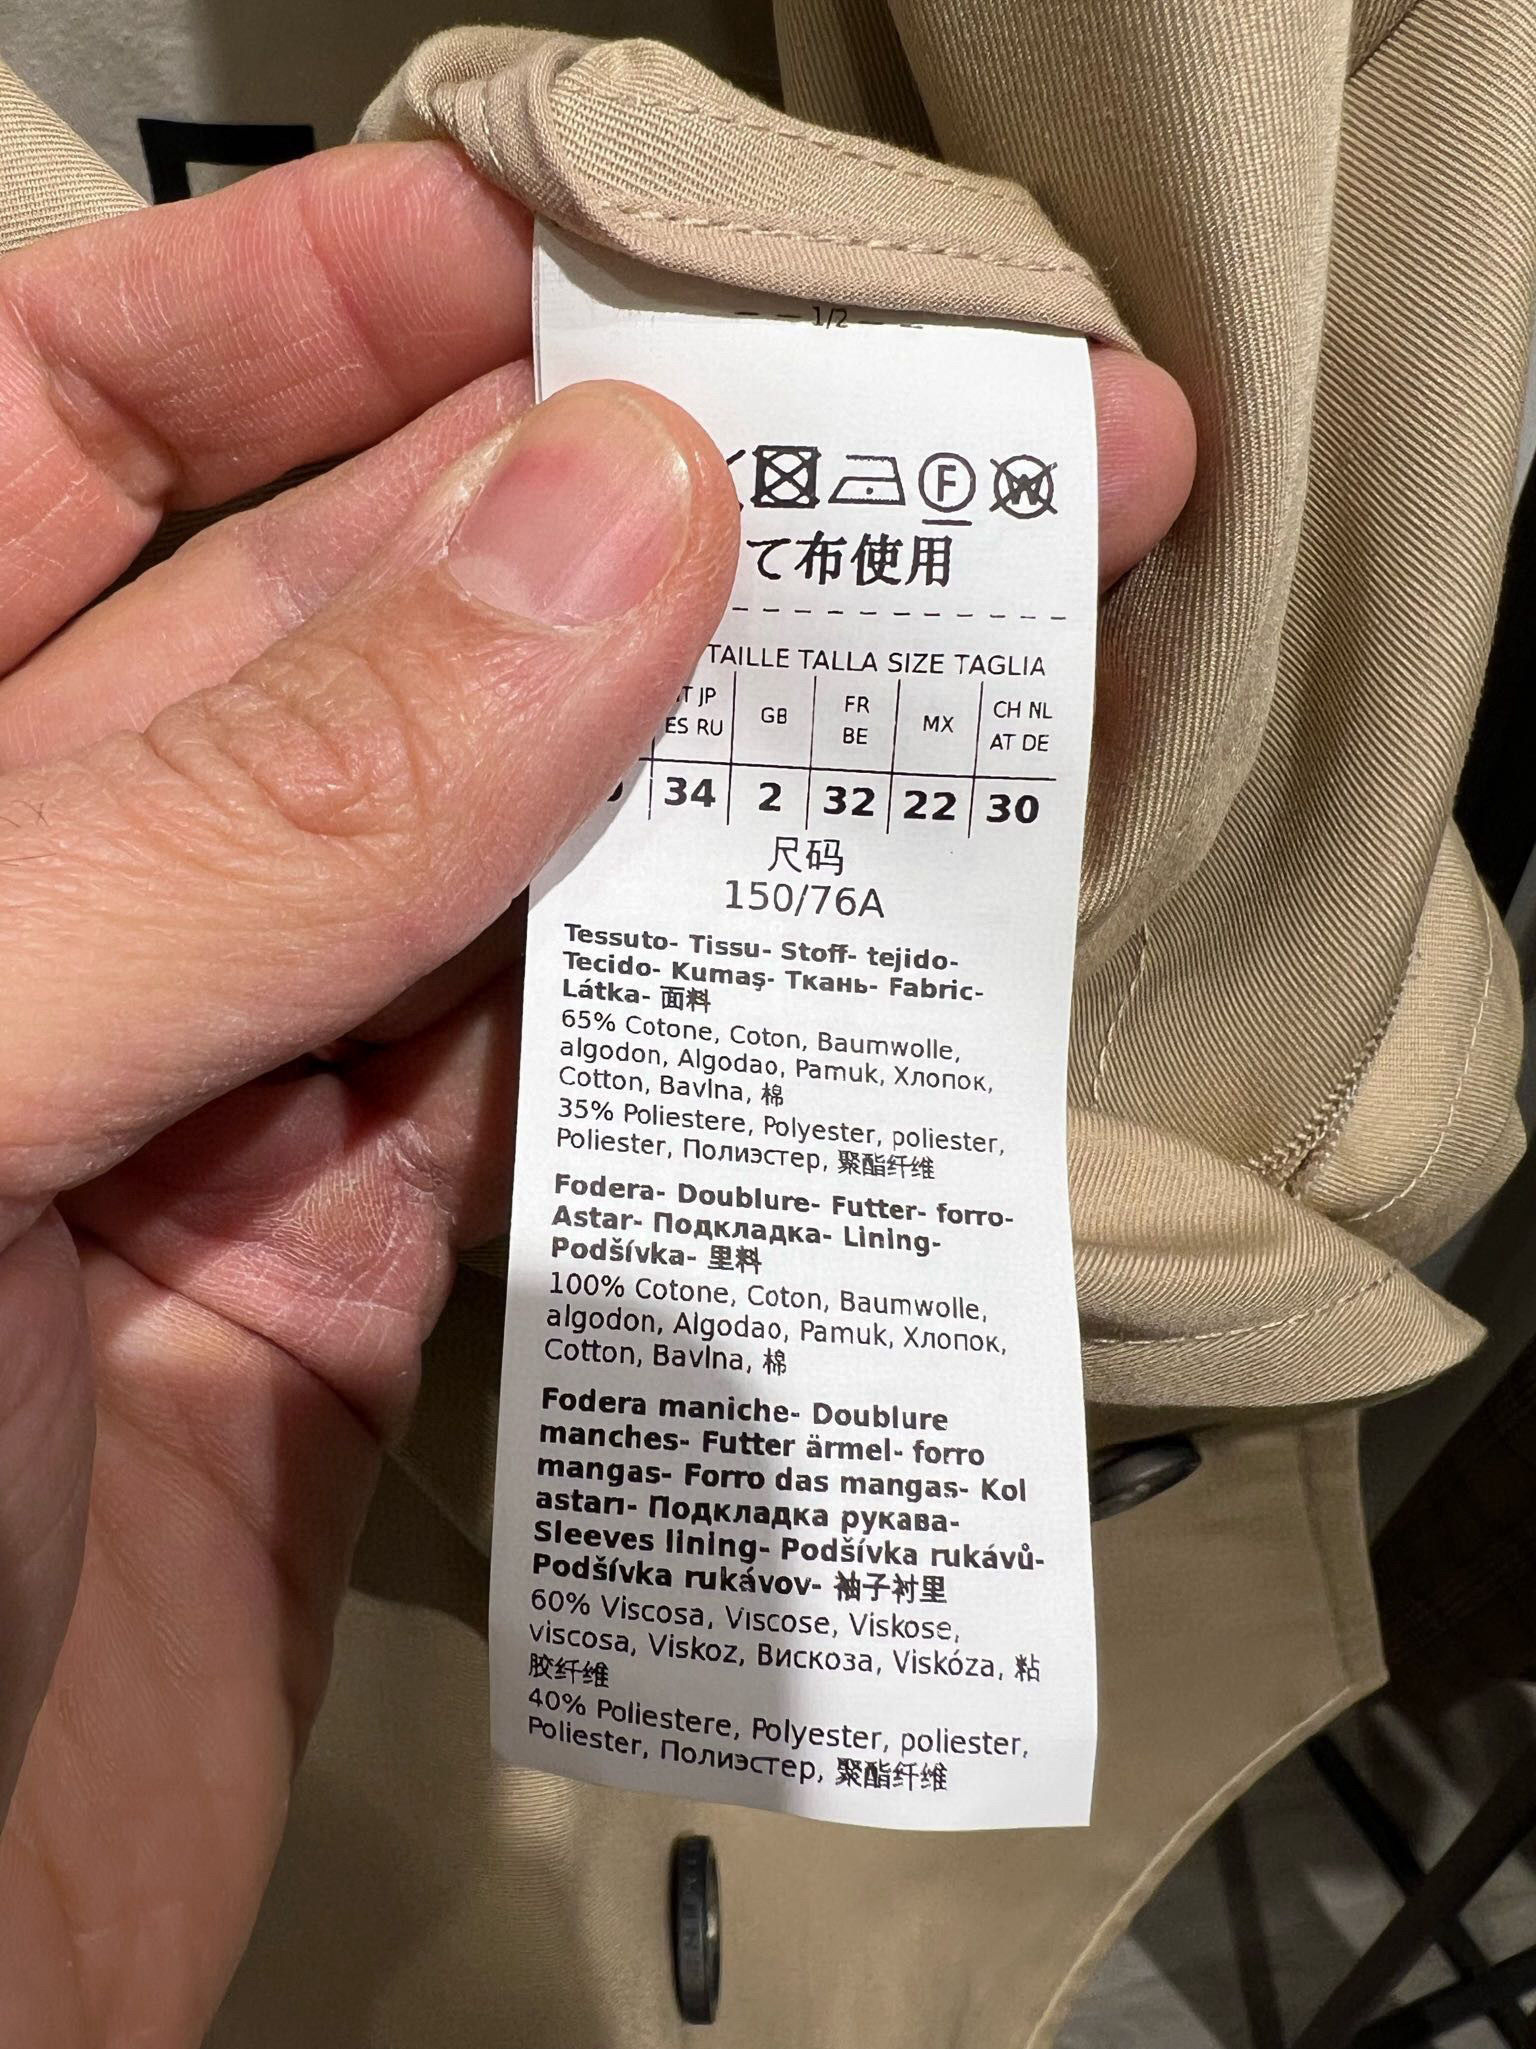 1/2
F W
て布使用
TAILLE TALLA SIZE TAGLIA
JP GB FR MX CH NL
ES RU BE AT DE
34 2 32 22 30
尺码
150/76A
Tessuto- Tissu- Stoff- tejido-
Tecido- Kumaş- Ткань- Fabric-
Látka- 面料
65% Cotone, Coton, Baumwolle,
algodon, Algodao, Pamuk, Хлопок,
Cotton, Bavlna, 棉
35% Poliestere, Polyester, poliester,
Poliester, Полиэстер, 聚酯纤维
Fodera- Doublure- Futter- forro-
Astar- Подкладка- Lining-
Podšívka- 里料
100% Cotone, Coton, Baumwolle,
algodon, Algodao, Pamuk, Хлопок,
Cotton, Bavlna, 棉
Fodera maniche- Doublure
manches- Futter ärmel- forro
mangas- Forro das mangas- Kol
astarı- Подкладка рукава-
Sleeves lining- Podšívka rukávů-
Podšívka rukávov- 袖子衬里
60% Viscosa, Viscose, Viskose,
viscosa, Viskoz, Вискоза, Viskóza, 粘
胶纤维
40% Poliestere, Polyester, poliester,
Poliester, Полиэстер, 聚酯纤维